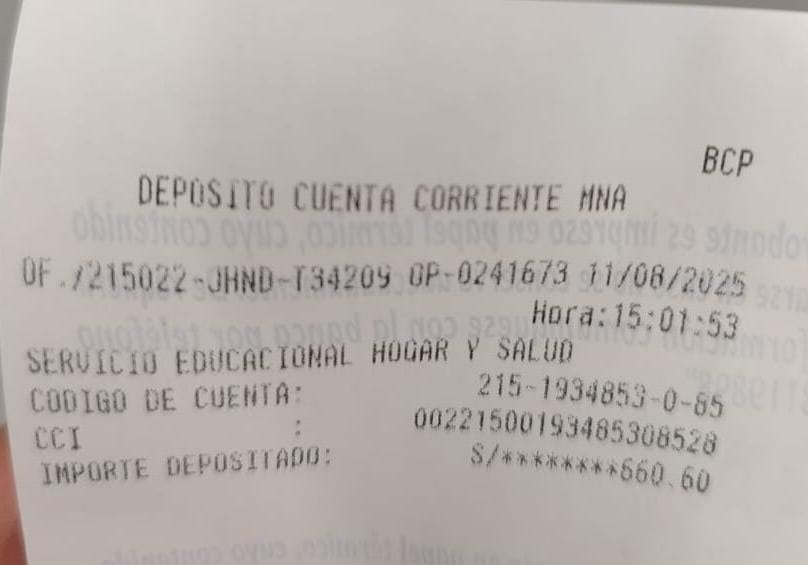 BCP
DEPOSITO CUENTA CORRIENTE MNA
OF./215022-JHND-T34209 OP-0241673 11/08/2025
Hora:15:01:53
SERVICIO EDUCACIONAL HOGAR Y SALUD
CODIGO DE CUENTA: 215-1934853-0-85
CCI : 00221500193485308528
IMPORTE DEPOSITADO: S/********660.60